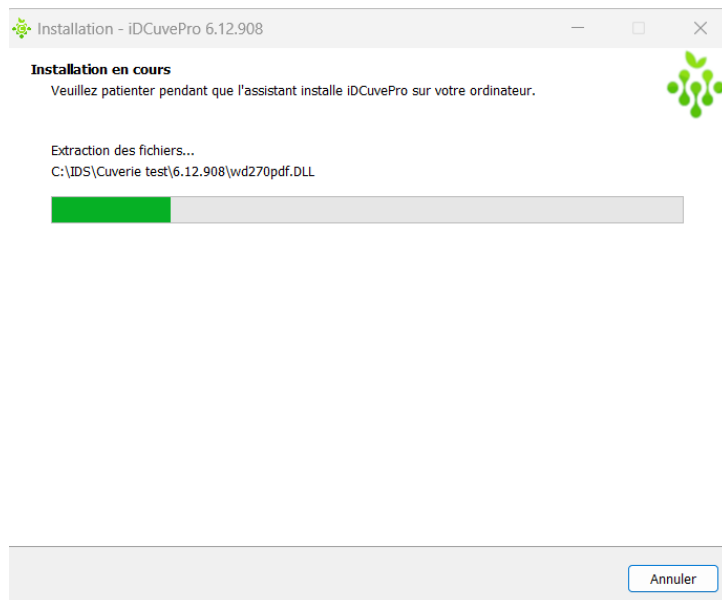 Installation - iDCuvePro 6.12.908
Installation en cours
Veuillez patienter pendant que l'assistant installe iDCuvePro sur votre ordinateur.
Extraction des fichiers...
C:\IDS\Cuverie test\6.12.908\wd270pdf.DLL
Annuler